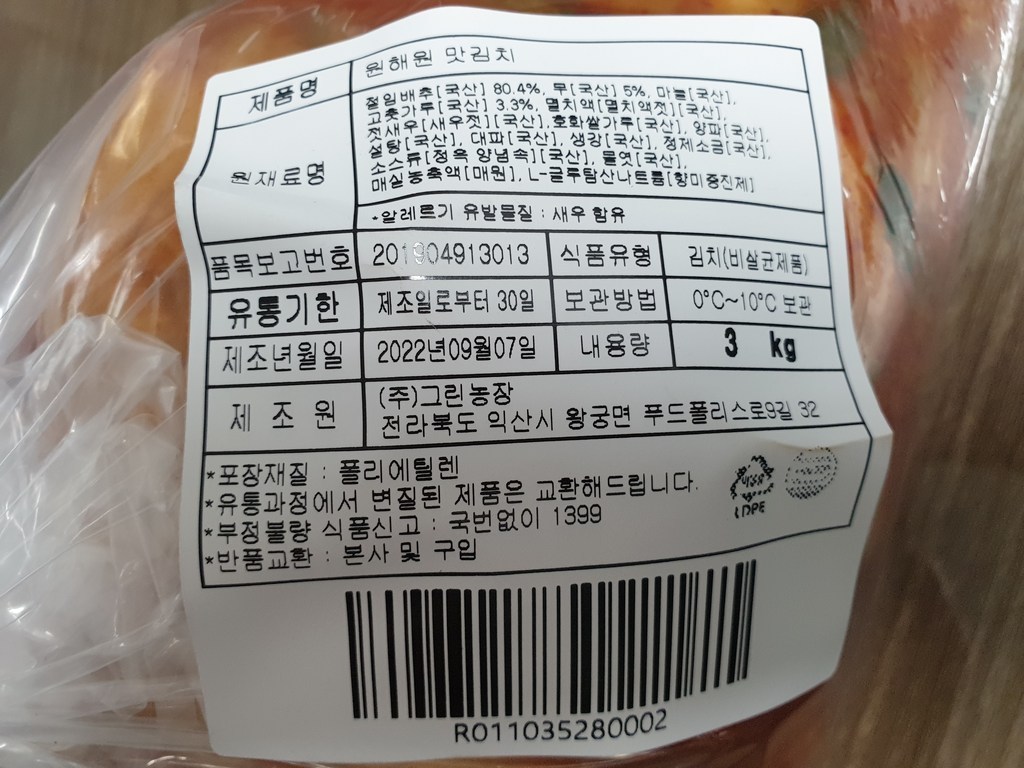 제품명 원해원 맛김치
원재료명
절임배추[국산] 80.4%, 무[국산] 5%, 마늘[국산],
고춧가루[국산] 3.3%, 멸치액[멸치액젓][국산],
젓새우[새우젓][국산],호화쌀가루[국산], 양파[국산],
설탕[국산], 대파[국산], 생강[국산], 정제소금[국산],
소스류[정옥 양념속][국산], 물엿[국산],
매실농축액[매원], L-글루탐산나트륨[향미증진제]
*알레르기 유발물질 : 새우 함유
품목보고번호 201904913013 식품유형 김치(비살균제품)
유통기한 제조일로부터 30일 보관방법 0°C~10°C 보관
제조년월일 2022년09월07일 내용량 3 kg
제 조 원
(주)그린농장
전라북도 익산시 왕궁면 푸드폴리스로9길 32
*포장재질 : 폴리에틸렌
*유통과정에서 변질된 제품은 교환해드립니다.
*부정불량 식품신고 : 국번없이 1399
*반품교환 : 본사 및 구입
LDPE
R011035280002